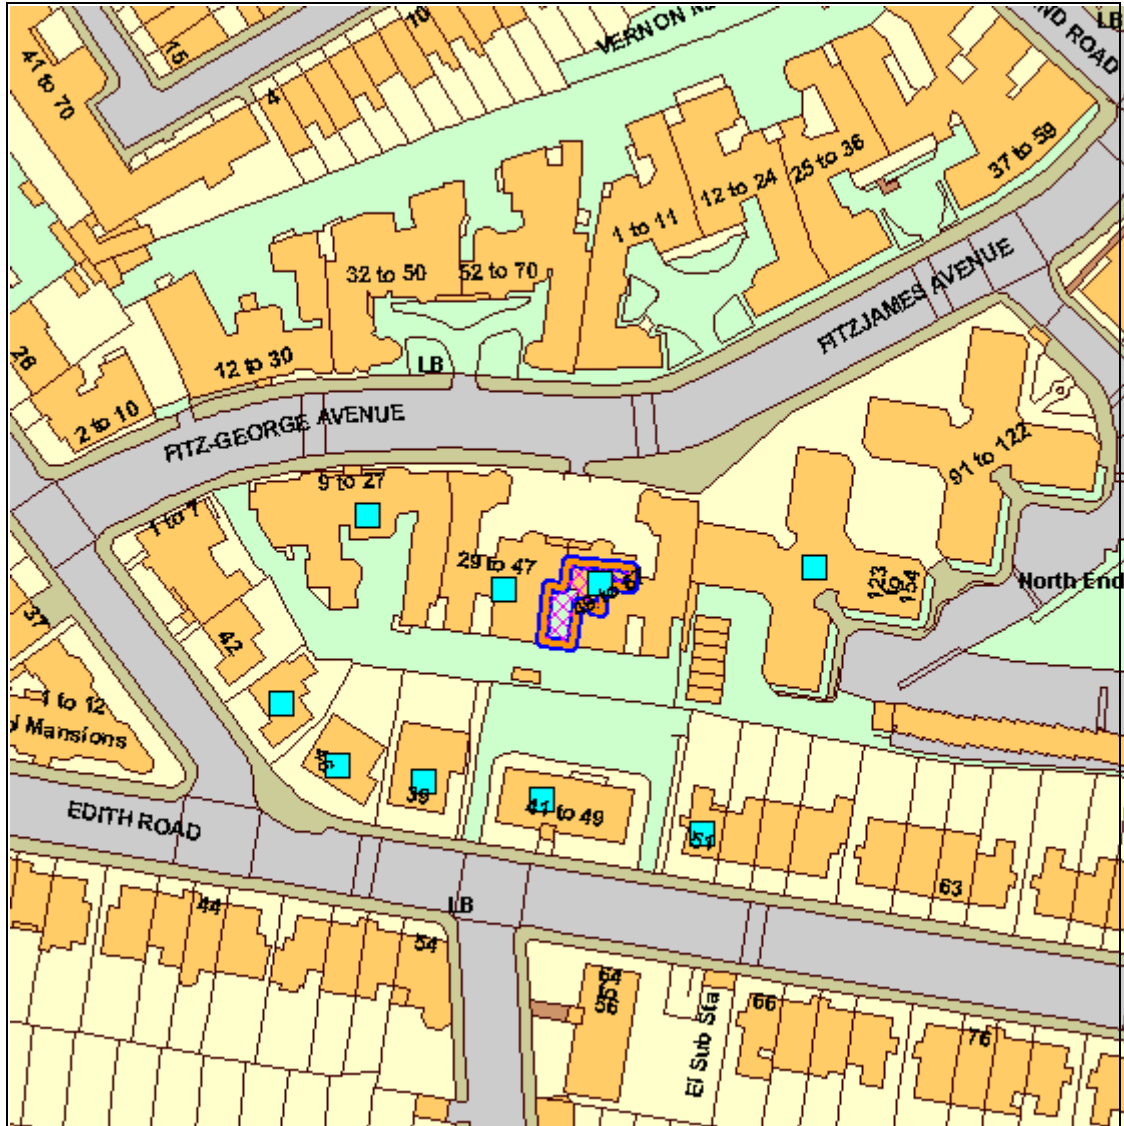 LB
ND ROAD
10
VERNON
15
41 to 70
4
37 to 59
25 to 36
12 to 24
1 to 11
32 to 50
52 to 70
FITZJAMES AVENUE
26
12 to 30
LB
2 to 10
FITZ-GEORGE AVENUE
91 to 122
9 to 27
1 to 7
29 to 47
123
to
154
North End
37
42
1 to 12
Mansions
39
41 to 49
51
EDITH ROAD
63
44
LB
54
66
El Sub Sta
76